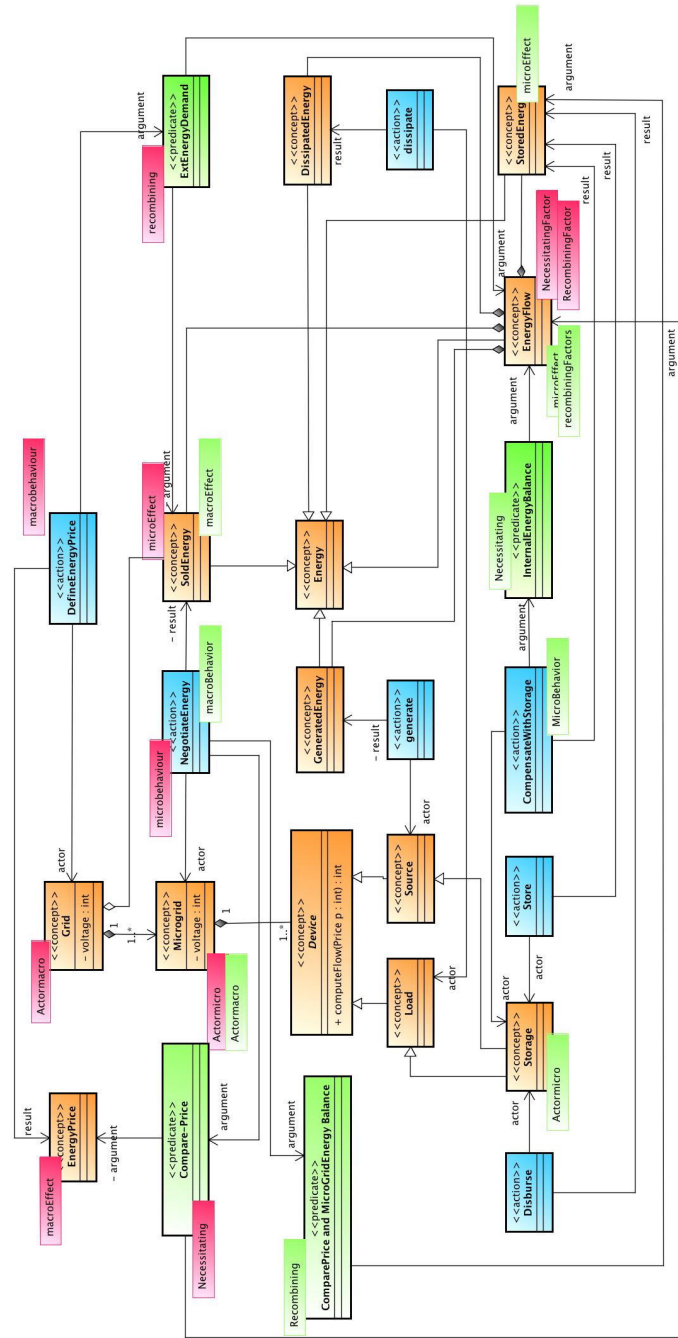 macroEffect
<<concept>>
EnergyPrice
result
Actormacro
<<concept>>
Grid
- voltage : int
actor
macrobehaviour
<<action>>
DefineEnergyPrice
argument
- argument
1
1..*
recombining
<<predicate>>
ExtEnergyDemand
Necessitating
<<predicate>>
Compare-Price
argument
<<concept>>
Microgrid
- voltage : int
Actormicro
Actormacro
actor
1
microbehaviour
<<action>>
NegotiateEnergy
macroBehavior
- result
microEffect
- argument
<<concept>>
SoldEnergy
macroEffect
Recombining
<<predicate>>
ComparePrice and MicroGridEnergy Balance
argument
1..*
<<concept>>
Device
+ computeFlow(Price p : int) : int
<<concept>>
GeneratedEnergy
<<concept>>
Energy
<<concept>>
DissipatedEnergy
- result
result
<<concept>>
Load
<<concept>>
Source
<<action>>
generate
<<action>>
dissipate
actor
actor
<<action>>
Disburse
actor
<<concept>>
Storage
Actormicro
actor
actor
<<action>>
Store
<<action>>
CompensateWithStorage
MicroBehavior
argument
Necessitating
<<predicate>>
InternalEnergyBalance
argument
<<concept>>
EnergyFlow
microEffect
recombiningFactors
argument
NecessitatingFactor
RecombiningFactor
<<concept>>
StoredEnergy
microEffect
argument
result
result
result
argument